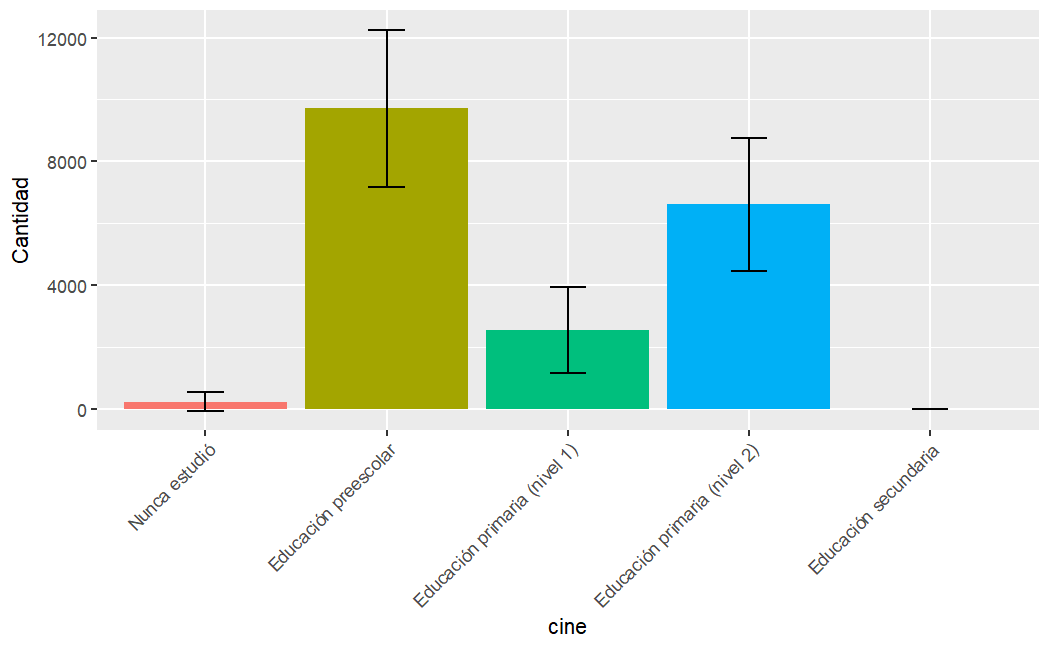 12000
8000
4000
0
Cantidad
Nunca estudió
Educación preescolar
Educación primaria (nivel 1)
Educación primaria (nivel 2)
Educación secundaria
cine